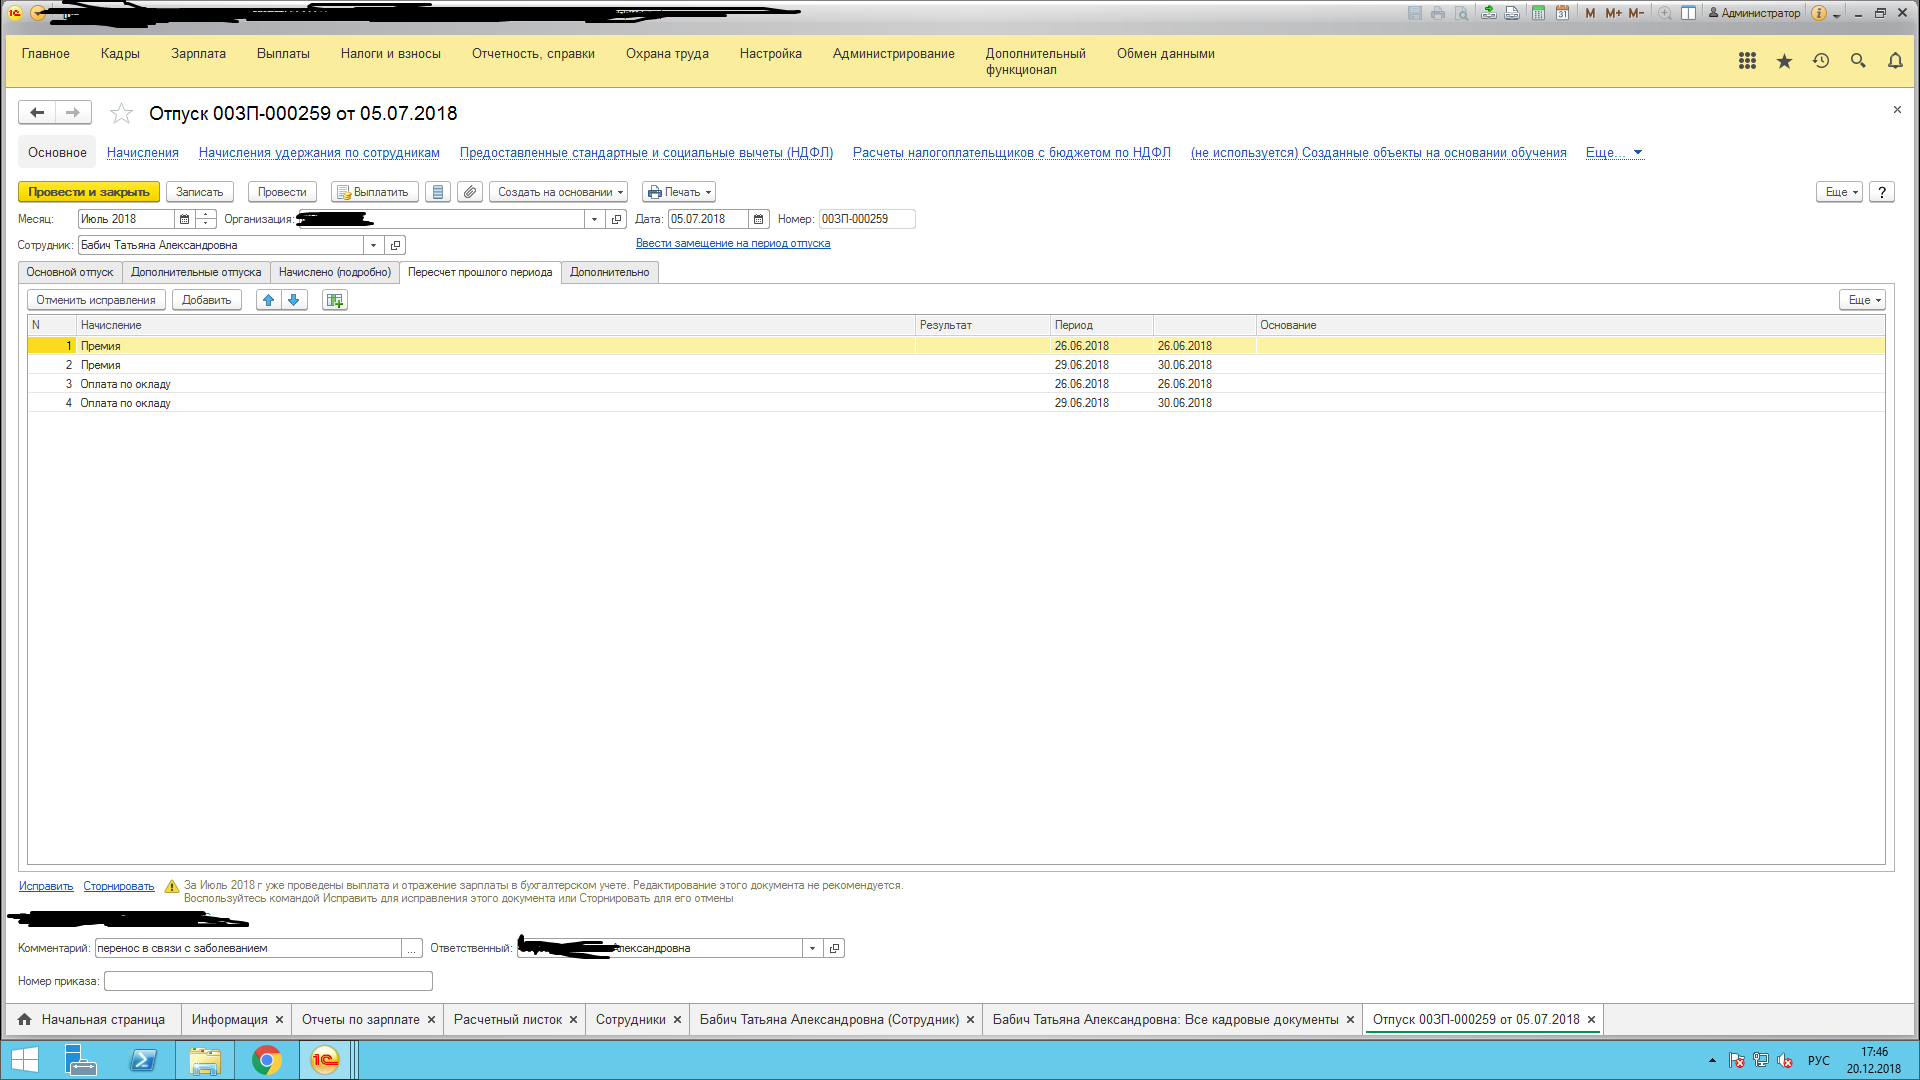 Администратор
M M+ M-
31
Главное Кадры Зарплата Выплаты Налоги и взносы Отчетность, справки Охрана труда Настройка Администрирование Дополнительный функционал Обмен данными
Отпуск 00ЗП-000259 от 05.07.2018
Основное Начисления Начисления удержания по сотрудникам Предоставленные стандартные и социальные вычеты (НДФЛ) Расчеты налогоплательщиков с бюджетом по НДФЛ (не используется) Созданные объекты на основании обучения Еще...
Провести и закрыть Записать Провести Выплатить Создать на основании Печать Еще ?
Месяц: Июль 2018 Организация: Дата: 05.07.2018 Номер: 00ЗП-000259
Сотрудник: Бабич Татьяна Александровна Ввести замещение на период отпуска
Основной отпуск Дополнительные отпуска Начислено (подробно) Пересчет прошлого периода Дополнительно
Отменить исправления Добавить Еще
N Начисление Результат Период Основание
1 Премия 26.06.2018 26.06.2018
2 Премия 29.06.2018 30.06.2018
3 Оплата по окладу 26.06.2018 26.06.2018
4 Оплата по окладу 29.06.2018 30.06.2018
Исправить Сторнировать За Июль 2018 г уже проведены выплата и отражение зарплаты в бухгалтерском учете. Редактирование этого документа не рекомендуется.
Воспользуйтесь командой Исправить для исправления этого документа или Сторнировать для его отмены
Комментарий: перенос в связи с заболеванием ... Ответственный: лександровна
Номер приказа:
Начальная страница Информация Отчеты по зарплате Расчетный листок Сотрудники Бабич Татьяна Александровна (Сотрудник) Бабич Татьяна Александровна: Все кадровые документы Отпуск 00ЗП-000259 от 05.07.2018
1С РУС 17:46
20.12.2018